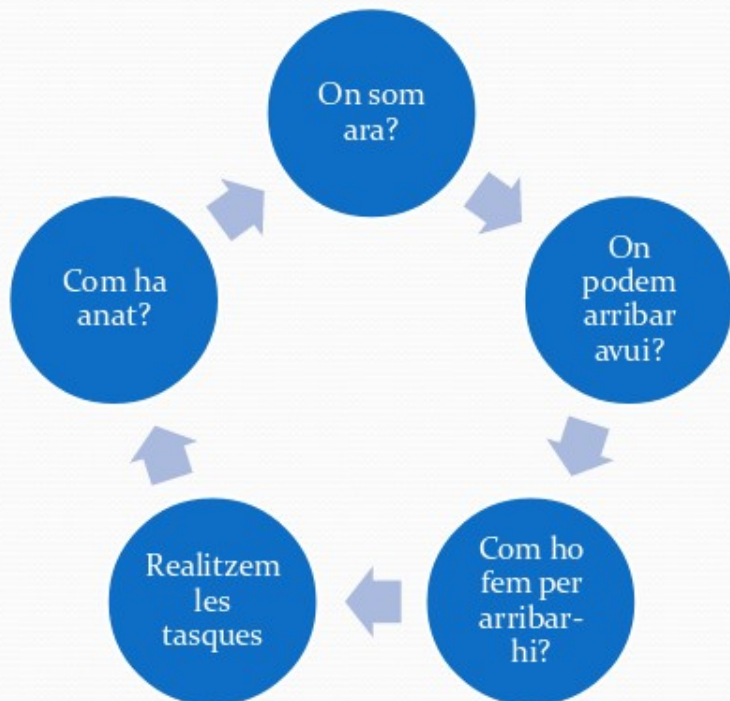 On som
ara?
On
podem
arribar
avui?
Com ho
fem per
arribar-
hi?
Realitzem
les
tasques
Com ha
anat?